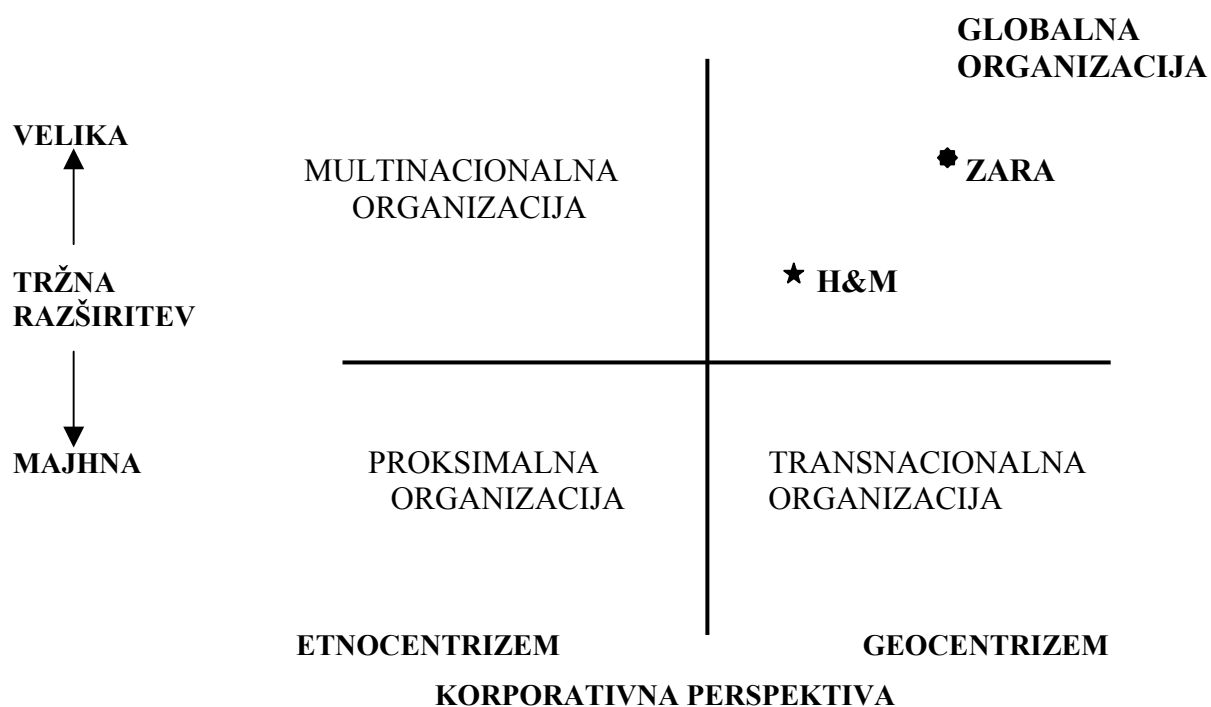 GLOBALNA
ORGANIZACIJA
VELIKA
MULTINACIONALNA
ORGANIZACIJA
ZARA
TRŽNA
RAZŠIRITEV
H&M
MAJHNA
PROKSIMALNA
ORGANIZACIJA
TRANSNACIONALNA
ORGANIZACIJA
ETNOCENTRIZEM
GEOCENTRIZEM
KORPORATIVNA PERSPEKTIVA